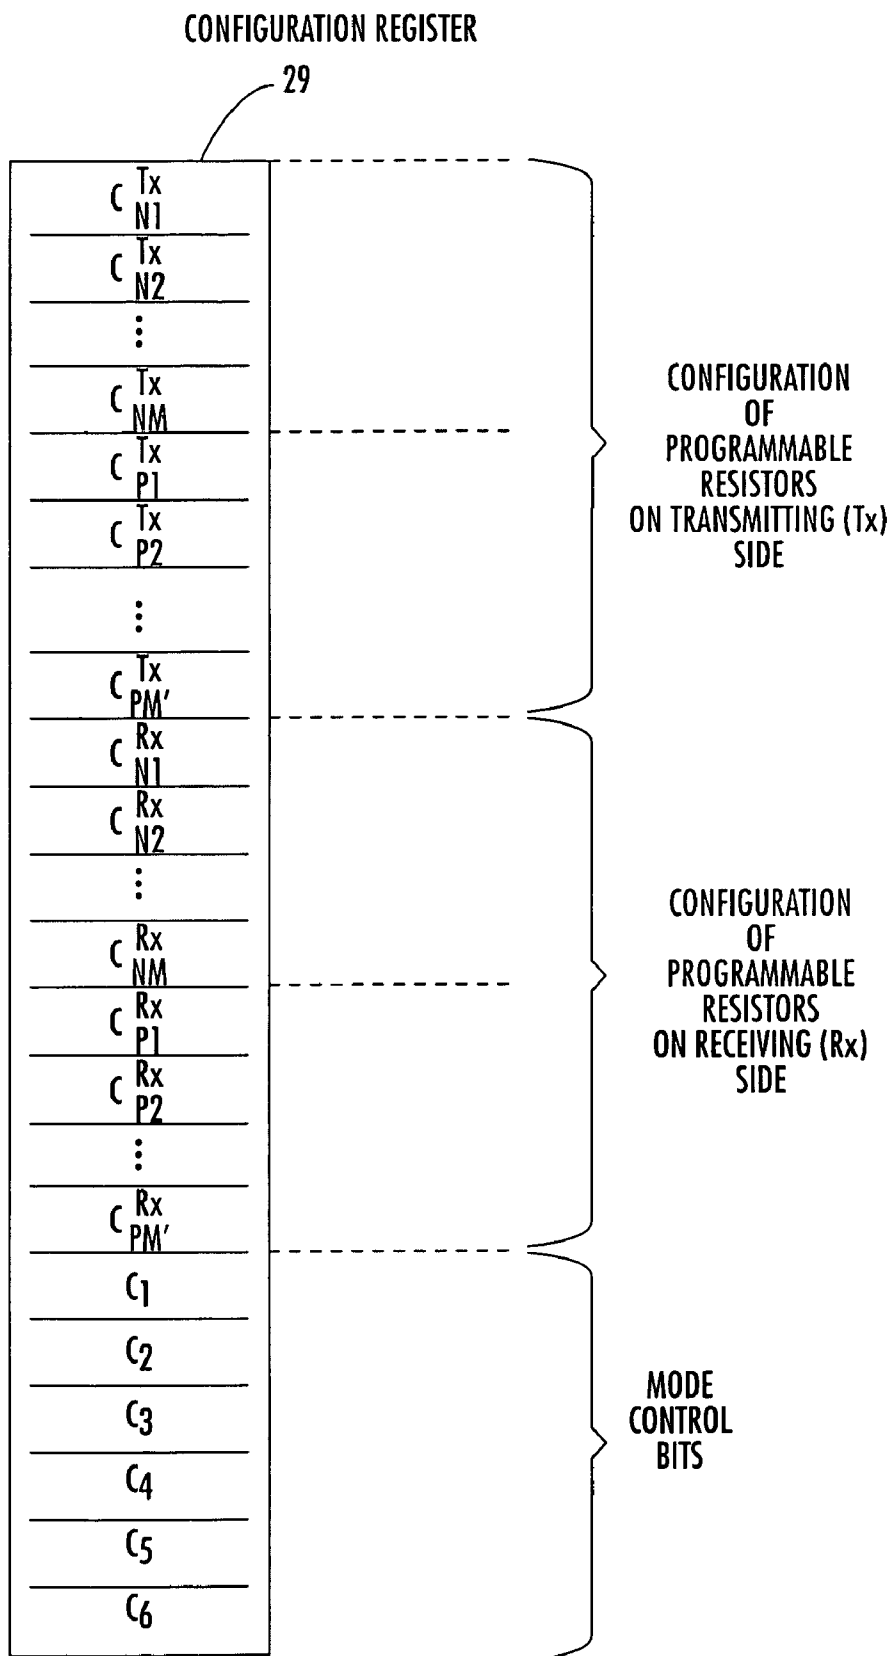 CONFIGURATION REGISTER
29
C Tx N1
C Tx N2
⋮
C Tx NM
C Tx P1
C Tx P2
⋮
C Tx PM′
CONFIGURATION
OF
PROGRAMMABLE
RESISTORS
ON TRANSMITTING (Tx)
SIDE
C Rx N1
C Rx N2
⋮
C Rx NM
C Rx P1
C Rx P2
⋮
C Rx PM′
CONFIGURATION
OF
PROGRAMMABLE
RESISTORS
ON RECEIVING (Rx)
SIDE
C1
C2
C3
C4
C5
C6
MODE
CONTROL
BITS